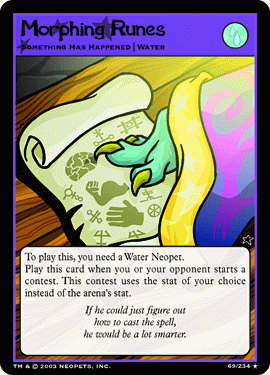 Morphing Runes
Something Has Happened | Water
To play this, you need a Water Neopet.
Play this card when you or your opponent starts a
contest. This contest uses the stat of your choice
instead of the arena's stat.
If he could just figure out
how to cast the spell,
he would be a lot smarter.
TM & © 2003 NEOPETS, INC. 69/234 ★